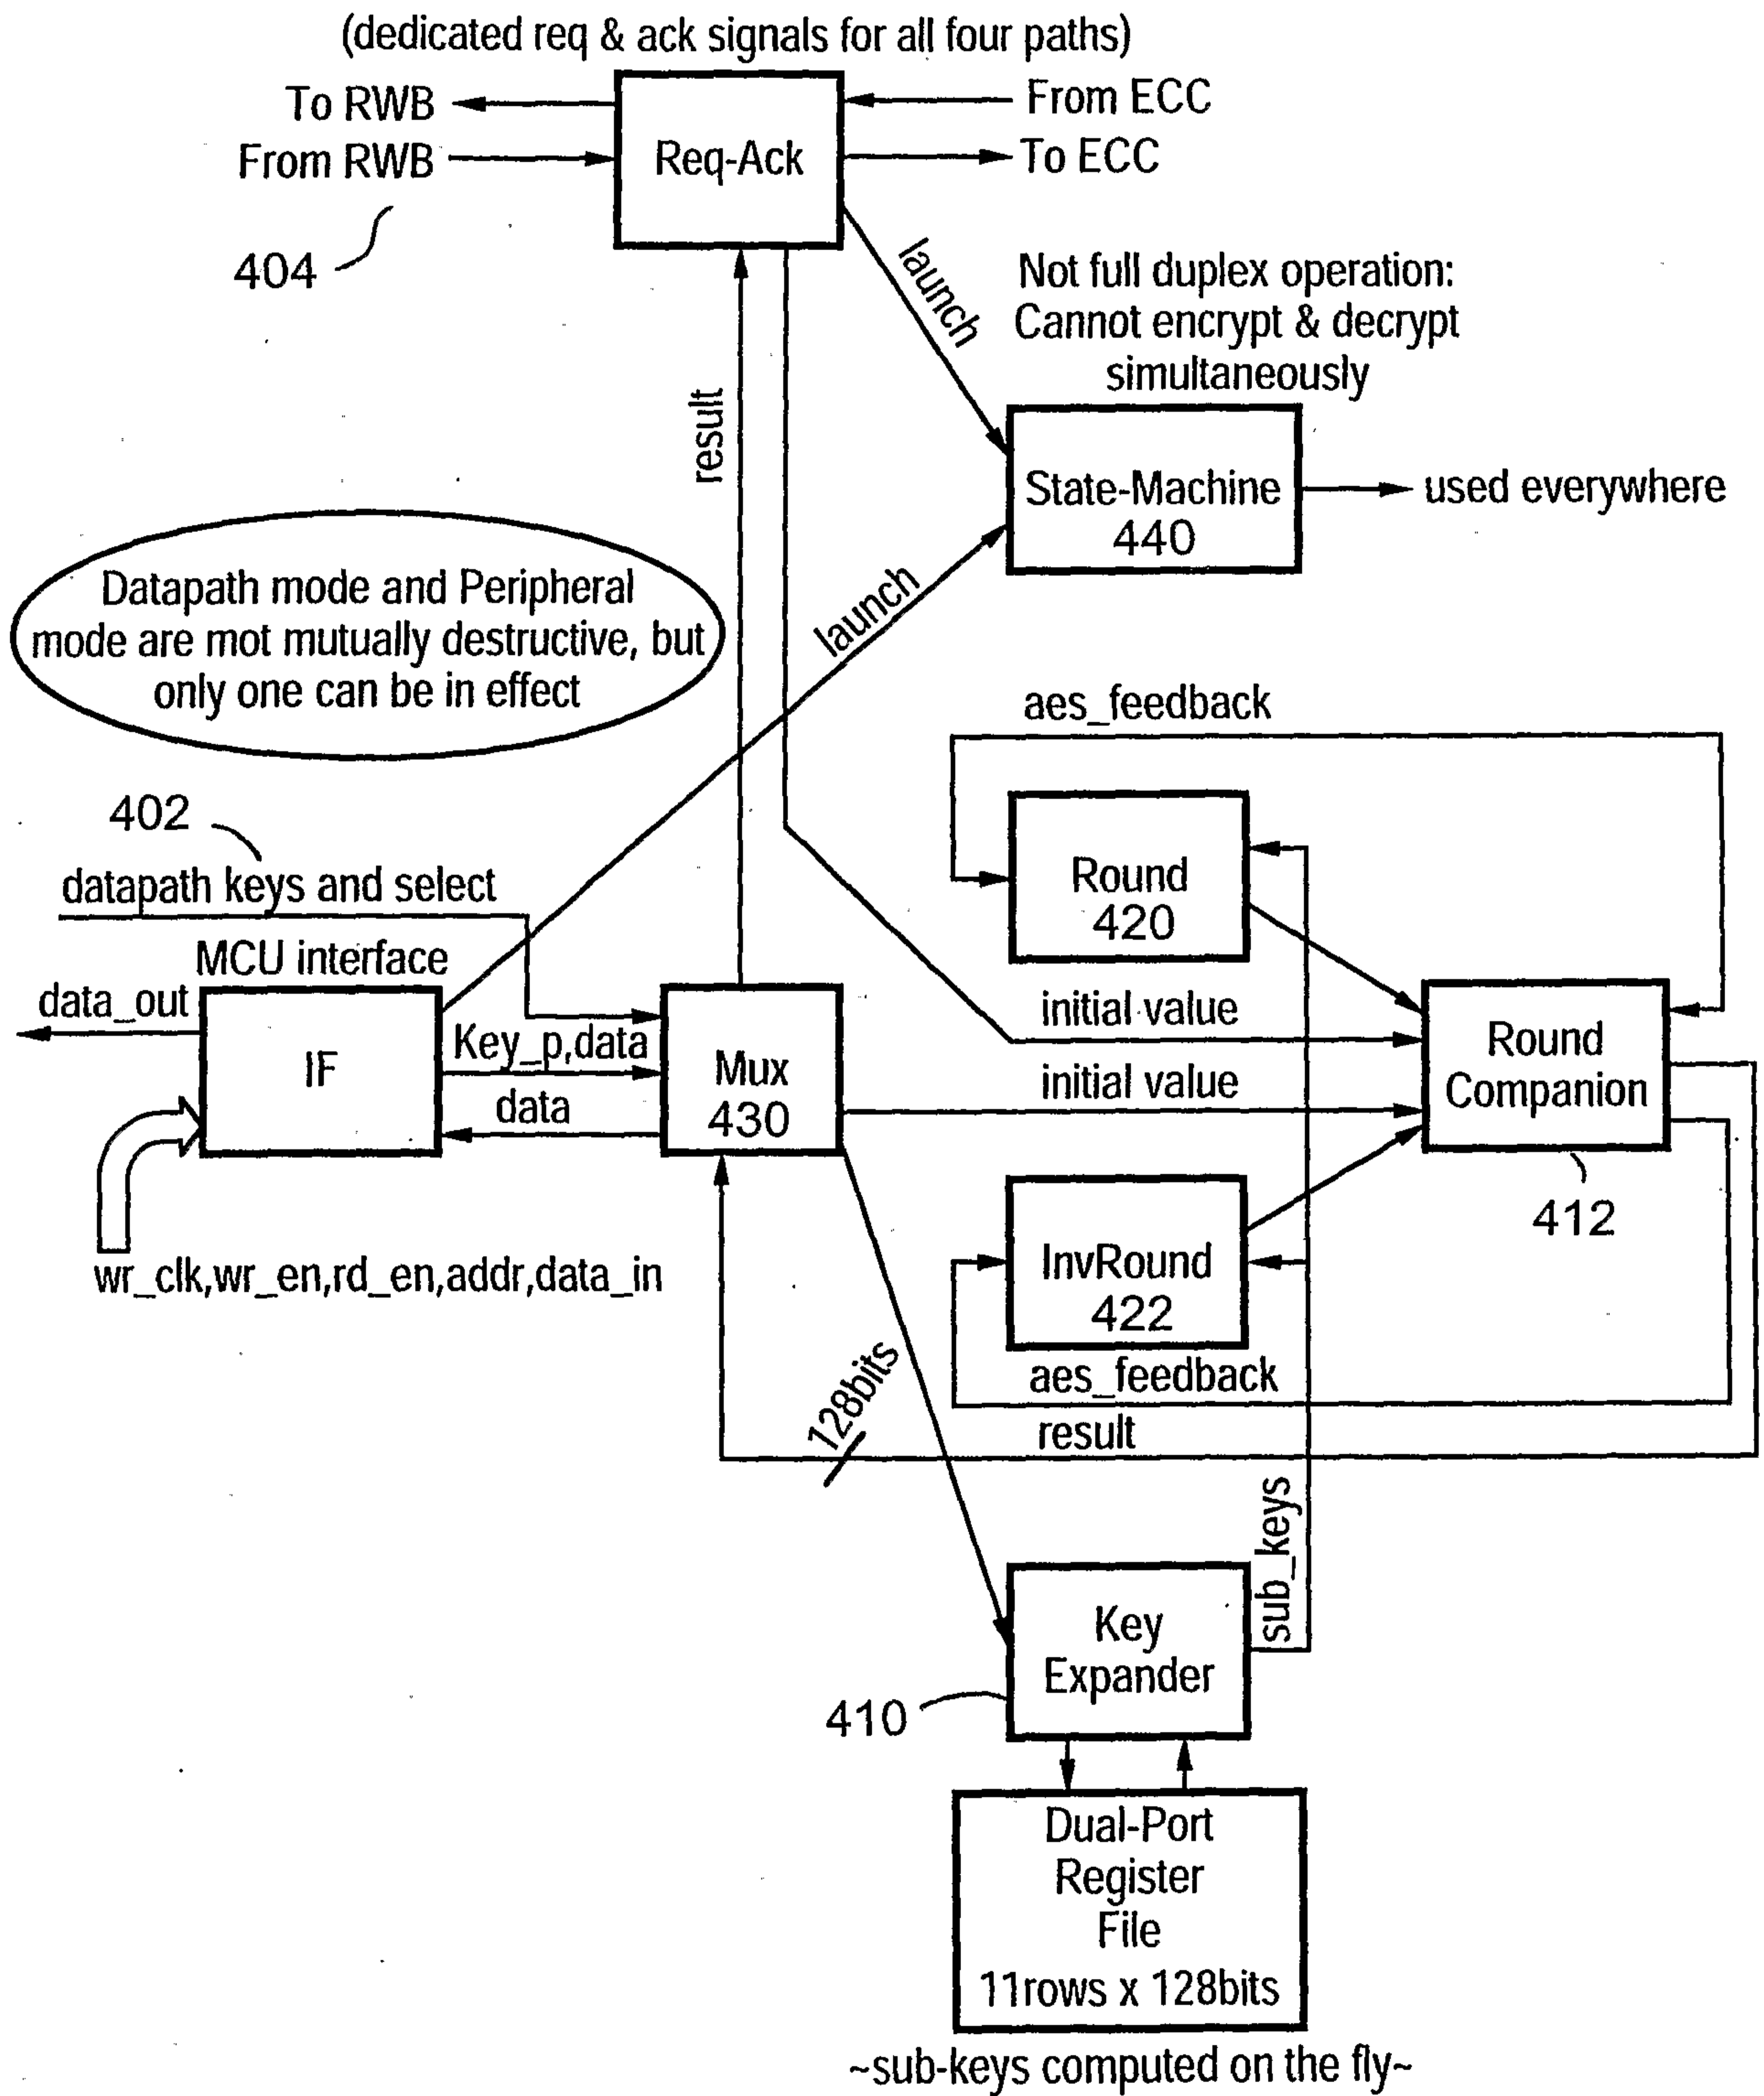 (dedicated req & ack signals for all four paths)
To RWB
From RWB
Req-Ack
From ECC
To ECC
404
launch
Not full duplex operation:
Cannot encrypt & decrypt
simultaneously
result
State-Machine
440
used everywhere
Datapath mode and Peripheral
mode are mot mutually destructive, but
only one can be in effect
launch
aes_feedback
402
datapath keys and select
Round
420
MCU interface
data_out
IF
Key_p,data
data
Mux
430
initial value
initial value
Round
Companion
412
wr_clk,wr_en,rd_en,addr,data_in
InvRound
422
aes_feedback
128bits
result
sub_keys
Key
Expander
410
Dual-Port
Register
File
11rows x 128bits
~sub-keys computed on the fly~